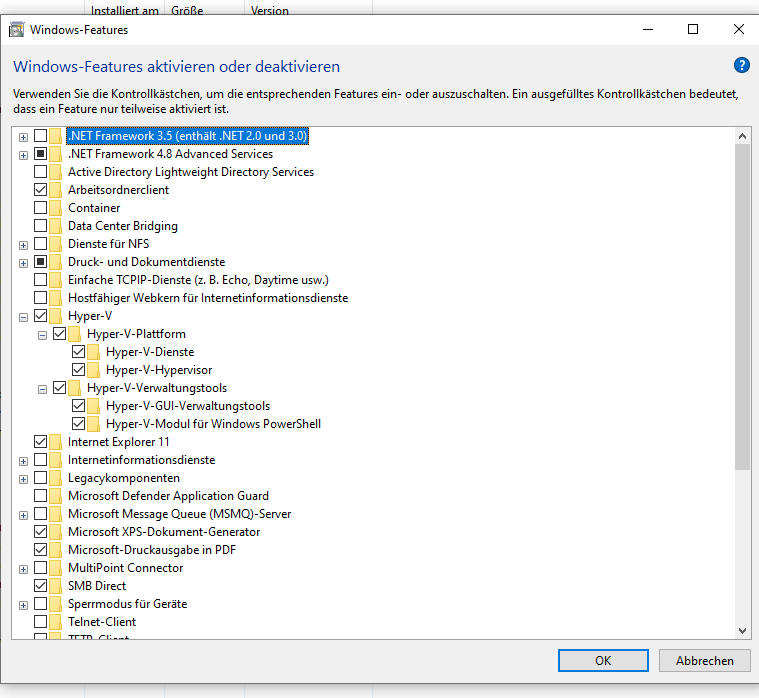 Installiert am Größe Version
Windows-Features
Windows-Features aktivieren oder deaktivieren
?
Verwenden Sie die Kontrollkästchen, um die entsprechenden Features ein- oder auszuschalten. Ein ausgefülltes Kontrollkästchen bedeutet,
dass ein Feature nur teilweise aktiviert ist.
.NET Framework 3.5 (enthält .NET 2.0 und 3.0)
.NET Framework 4.8 Advanced Services
Active Directory Lightweight Directory Services
Arbeitsordnerclient
Container
Data Center Bridging
Dienste für NFS
Druck- und Dokumentdienste
Einfache TCPIP-Dienste (z. B. Echo, Daytime usw.)
Hostfähiger Webkern für Internetinformationsdienste
Hyper-V
Hyper-V-Plattform
Hyper-V-Dienste
Hyper-V-Hypervisor
Hyper-V-Verwaltungstools
Hyper-V-GUI-Verwaltungstools
Hyper-V-Modul für Windows PowerShell
Internet Explorer 11
Internetinformationsdienste
Legacykomponenten
Microsoft Defender Application Guard
Microsoft Message Queue (MSMQ)-Server
Microsoft XPS-Dokument-Generator
Microsoft-Druckausgabe in PDF
MultiPoint Connector
SMB Direct
Sperrmodus für Geräte
Telnet-Client
TFTP-Client
OK Abbrechen